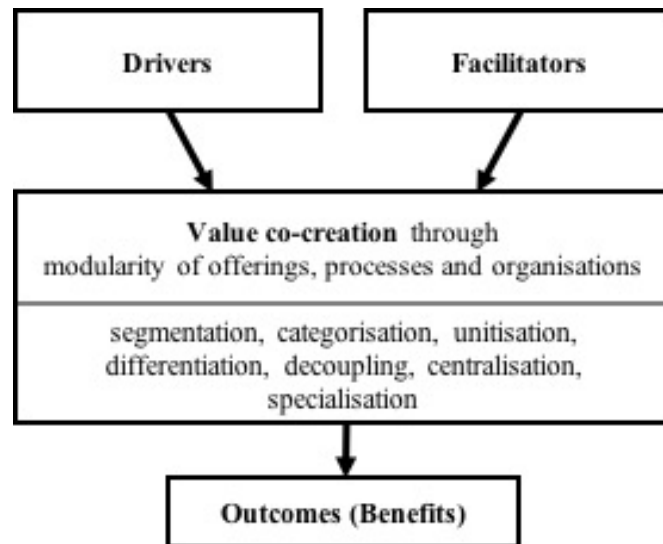 Drivers
Facilitators
Value co-creation through
modularity of offerings, processes and organisations
segmentation, categorisation, unitisation,
differentiation, decoupling, centralisation,
specialisation
Outcomes (Benefits)